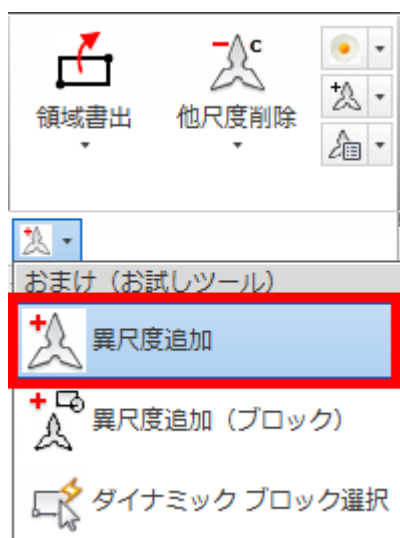 領域書出
他尺度削除
おまけ（お試しツール）
異尺度追加
異尺度追加（ブロック）
ダイナミック ブロック選択